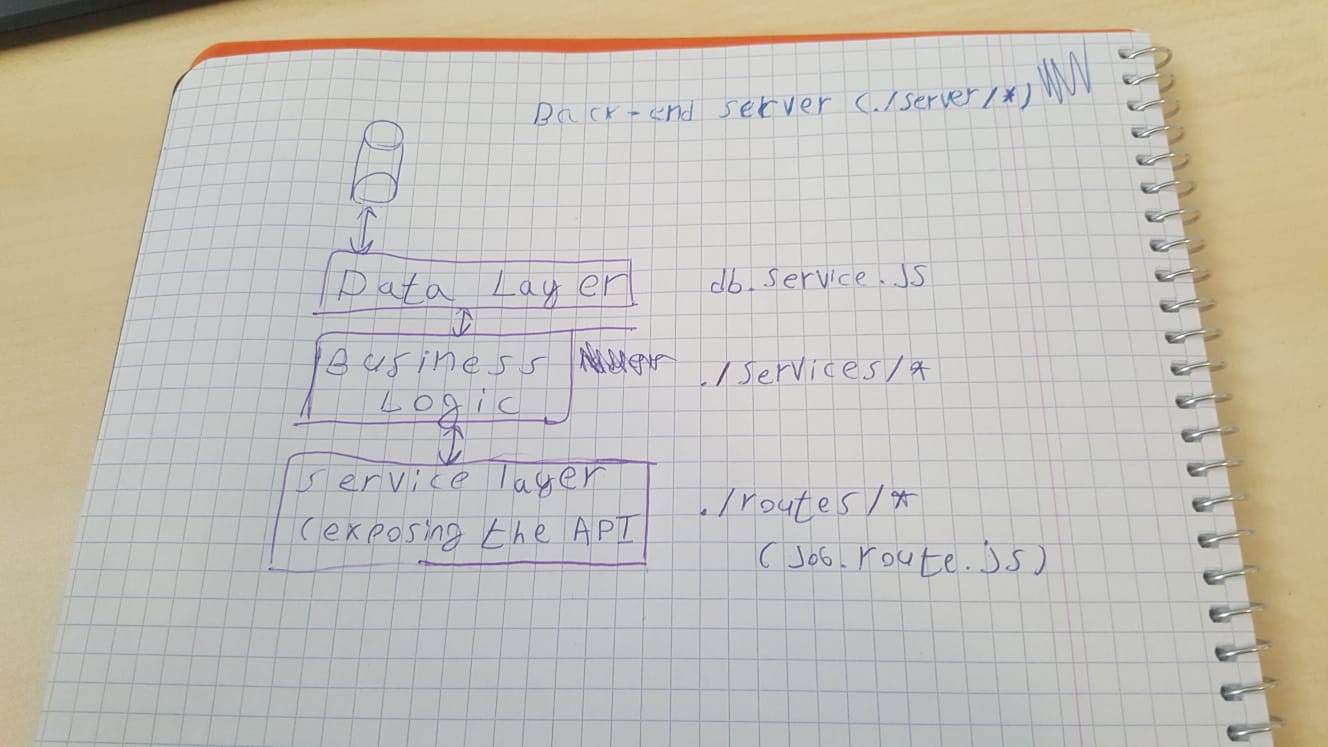 Back-end server (./server/*)
Data Layer
db.service.js
Business
Logic
./services/*
service layer
(exposing the API
./routes/*
(job.route.js)